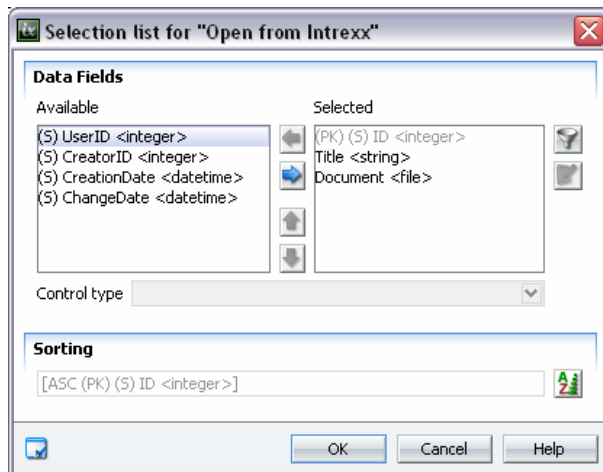 Selection list for "Open from Intrexx"
Data Fields
Available
Selected
(S) UserID <integer>
(S) CreatorID <integer>
(S) CreationDate <datetime>
(S) ChangeDate <datetime>
(PK) (S) ID <integer>
Title <string>
Document <file>
Control type
Sorting
[ASC (PK) (S) ID <integer>]
OK
Cancel
Help